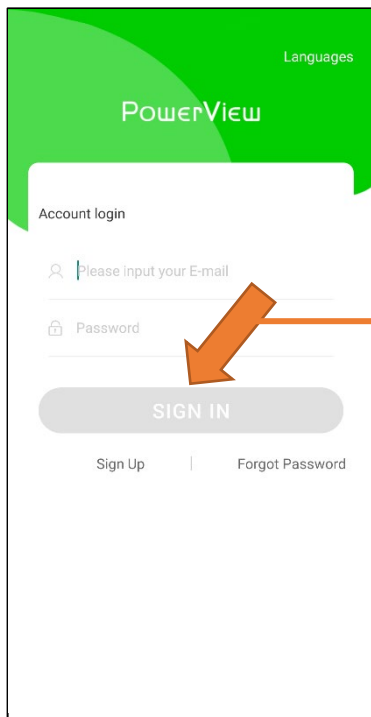 Languages
PowerView
Account login
Please input your E-mail
Password
SIGN IN
Sign Up
Forgot Password